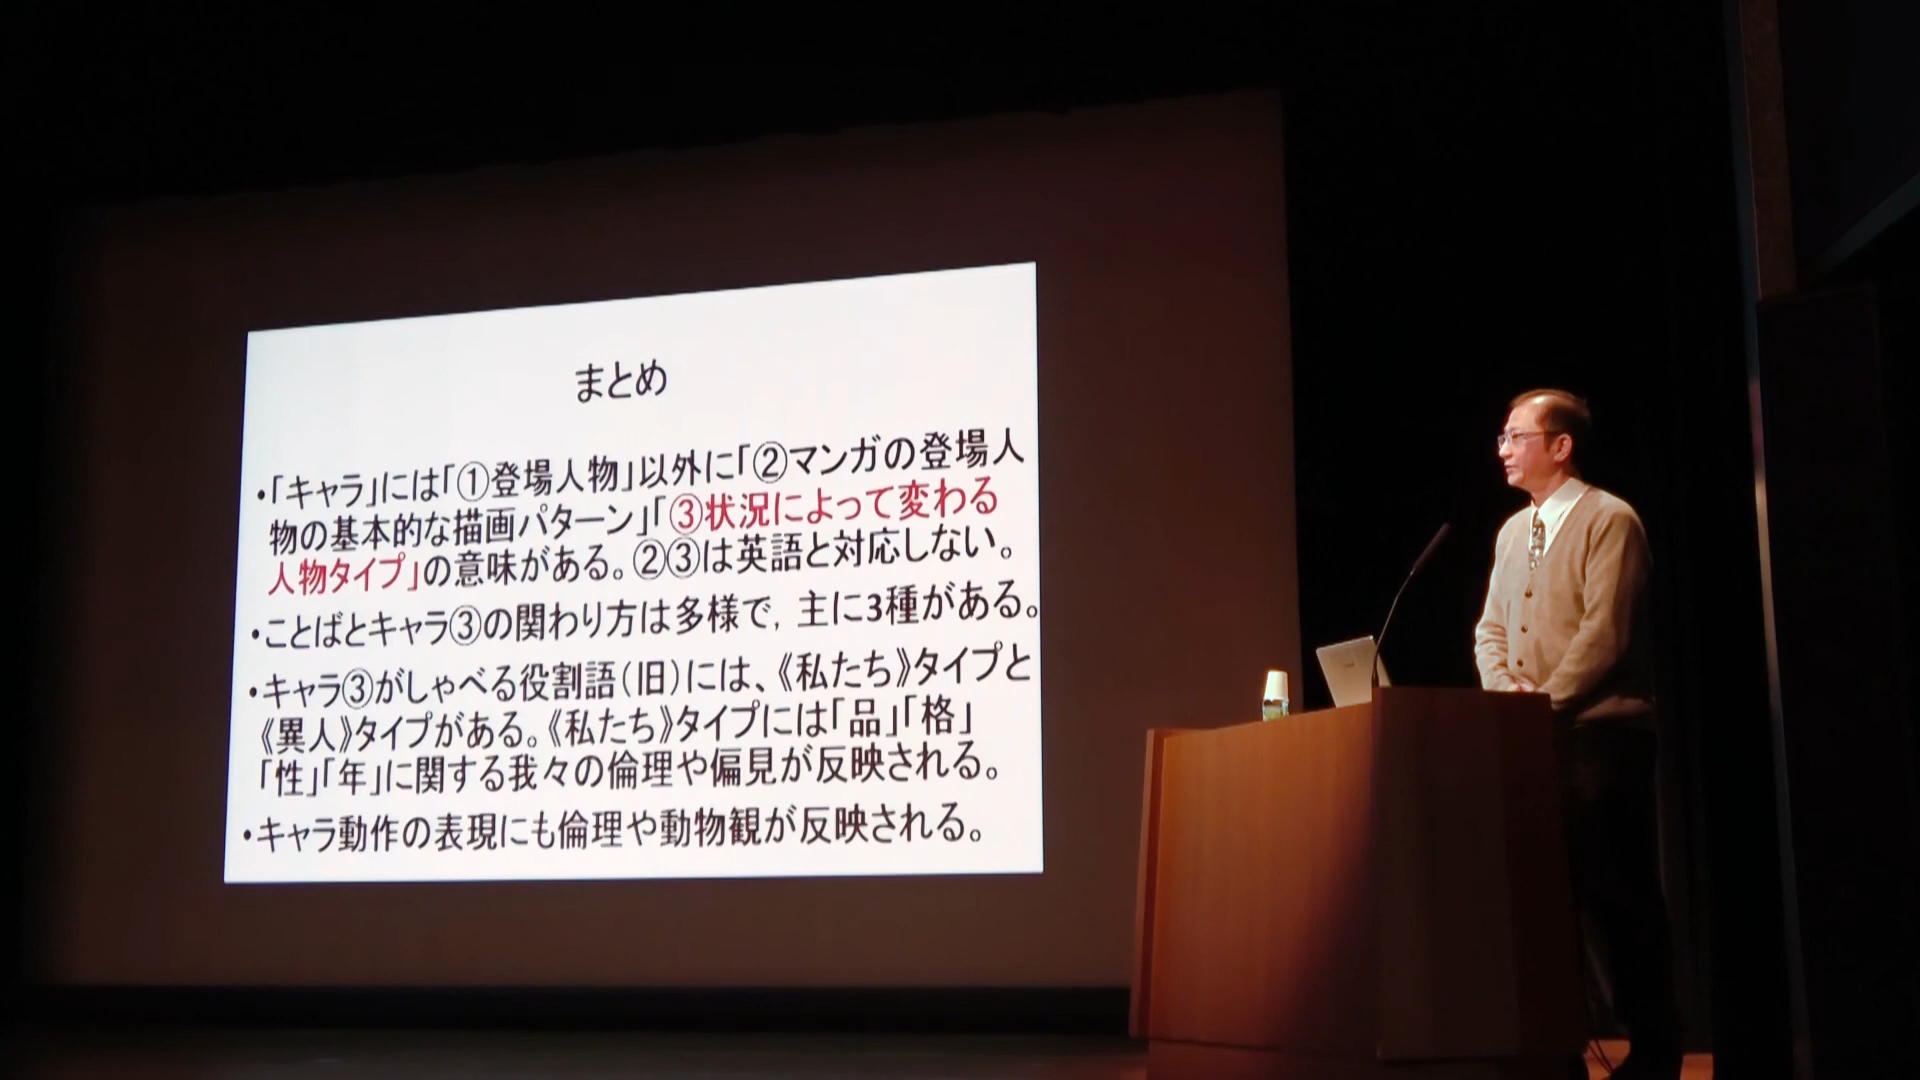 まとめ
・「キャラ」には「①登場人物」以外に「②マンガの登場人
物の基本的な描画パターン」「③状況によって変わる
人物タイプ」の意味がある。②③は英語と対応しない。
・ことばとキャラ③の関わり方は多様で，主に3種がある。
・キャラ③がしゃべる役割語（旧）には、《私たち》タイプと
《異人》タイプがある。《私たち》タイプには「品」「格」
「性」「年」に関する我々の倫理や偏見が反映される。
・キャラ動作の表現にも倫理や動物観が反映される。